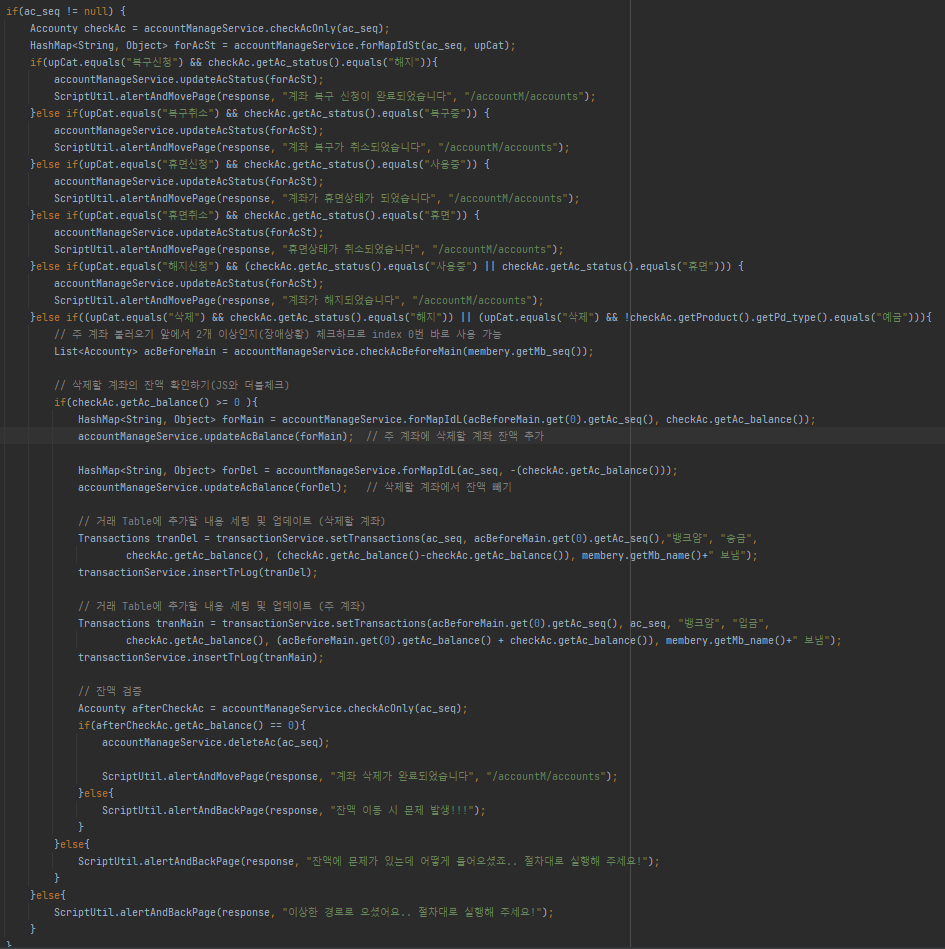 if(ac_seq != null) {
Accounty checkAc = accountManageService.checkAcOnly(ac_seq);
HashMap<String, Object> forAcSt = accountManageService.forMapIdSt(ac_seq, upCat);
if(upCat.equals("복구신청") && checkAc.getAc_status().equals("해지")){
accountManageService.updateAcStatus(forAcSt);
ScriptUtil.alertAndMovePage(response, "계좌 복구 신청이 완료되었습니다", "/accountM/accounts");
}else if(upCat.equals("복구취소") && checkAc.getAc_status().equals("복구중")) {
accountManageService.updateAcStatus(forAcSt);
ScriptUtil.alertAndMovePage(response, "계좌 복구가 취소되었습니다", "/accountM/accounts");
}else if(upCat.equals("휴면신청") && checkAc.getAc_status().equals("사용중")) {
accountManageService.updateAcStatus(forAcSt);
ScriptUtil.alertAndMovePage(response, "계좌가 휴면상태가 되었습니다", "/accountM/accounts");
}else if(upCat.equals("휴면취소") && checkAc.getAc_status().equals("휴면")) {
accountManageService.updateAcStatus(forAcSt);
ScriptUtil.alertAndMovePage(response, "휴면상태가 취소되었습니다", "/accountM/accounts");
}else if(upCat.equals("해지신청") && (checkAc.getAc_status().equals("사용중") || checkAc.getAc_status().equals("휴면"))) {
accountManageService.updateAcStatus(forAcSt);
ScriptUtil.alertAndMovePage(response, "계좌가 해지되었습니다", "/accountM/accounts");
}else if((upCat.equals("삭제") && checkAc.getAc_status().equals("해지")) || (upCat.equals("삭제") && !checkAc.getProduct().getPd_type().equals("예금"))){
// 주 계좌 불러오기 앞에서 2개 이상인지(장애상황) 체크하므로 index 0번 바로 사용 가능
List<Accounty> acBeforeMain = accountManageService.checkAcBeforeMain(membery.getMb_seq());
// 삭제할 계좌의 잔액 확인하기(JS와 더블체크)
if(checkAc.getAc_balance() >= 0 ){
HashMap<String, Object> forMain = accountManageService.forMapIdL(acBeforeMain.get(0).getAc_seq(), checkAc.getAc_balance());
accountManageService.updateAcBalance(forMain);  // 주 계좌에 삭제할 계좌 잔액 추가
HashMap<String, Object> forDel = accountManageService.forMapIdL(ac_seq, -(checkAc.getAc_balance()));
accountManageService.updateAcBalance(forDel);   // 삭제할 계좌에서 잔액 빼기
// 거래 Table에 추가할 내용 세팅 및 업데이트 (삭제할 계좌)
Transactions tranDel = transactionService.setTransactions(ac_seq, acBeforeMain.get(0).getAc_seq(),"뱅크얌", "송금",
checkAc.getAc_balance(), (checkAc.getAc_balance()-checkAc.getAc_balance()), membery.getMb_name()+" 보냄");
transactionService.insertTrLog(tranDel);
// 거래 Table에 추가할 내용 세팅 및 업데이트 (주 계좌)
Transactions tranMain = transactionService.setTransactions(acBeforeMain.get(0).getAc_seq(), ac_seq, "뱅크얌", "입금",
checkAc.getAc_balance(), (acBeforeMain.get(0).getAc_balance() + checkAc.getAc_balance()), membery.getMb_name()+" 보냄");
transactionService.insertTrLog(tranMain);
// 잔액 검증
Accounty afterCheckAc = accountManageService.checkAcOnly(ac_seq);
if(afterCheckAc.getAc_balance() == 0){
accountManageService.deleteAc(ac_seq);
ScriptUtil.alertAndMovePage(response, "계좌 삭제가 완료되었습니다", "/accountM/accounts");
}else{
ScriptUtil.alertAndBackPage(response, "잔액 이동 시 문제 발생!!!");
}
}else{
ScriptUtil.alertAndBackPage(response, "잔액에 문제가 있는데 어떻게 들어오셨죠.. 절차대로 실행해 주세요!");
}
}else{
ScriptUtil.alertAndBackPage(response, "이상한 경로로 오셨어요.. 절차대로 실행해 주세요!");
}
}